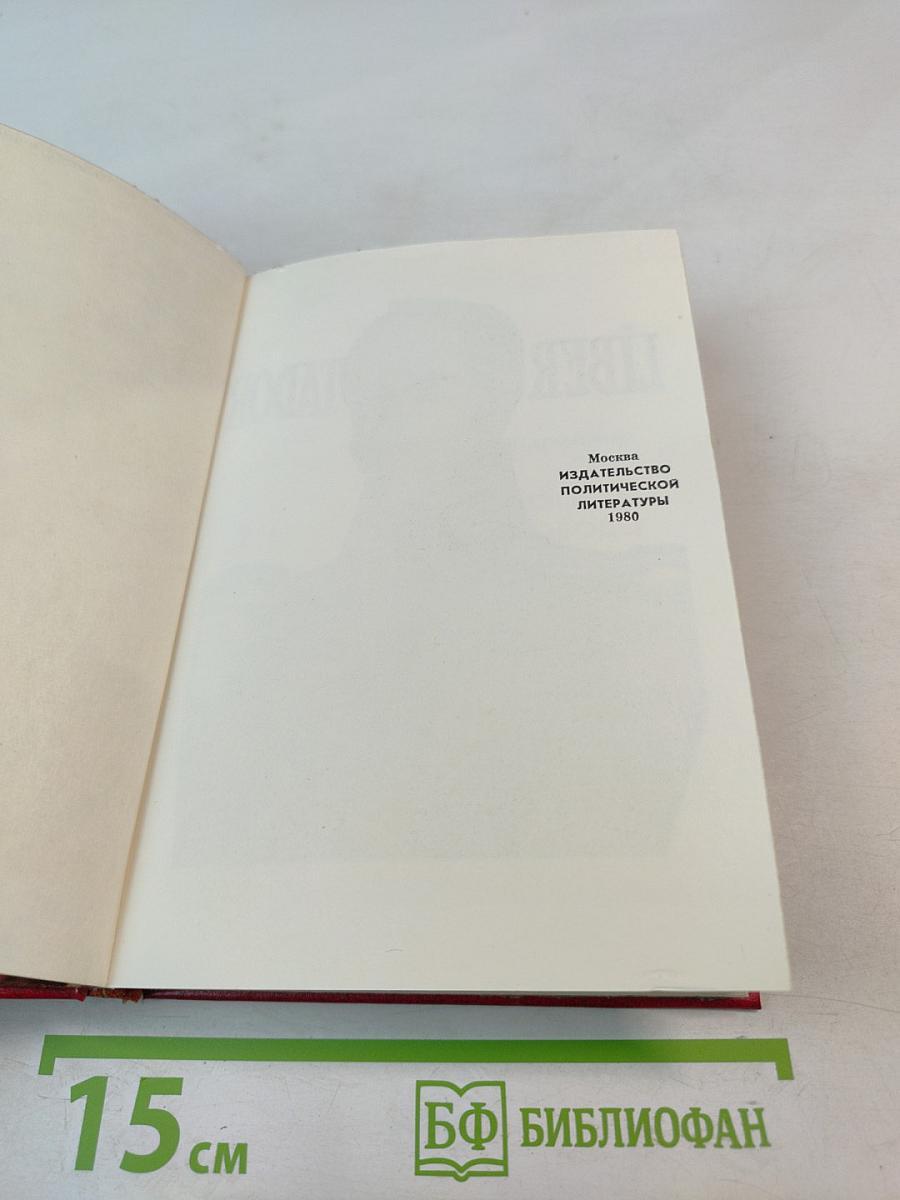 Москва
ИЗДАТЕЛЬСТВО
ПОЛИТИЧЕСКОЙ
ЛИТЕРАТУРЫ
1980
15 см
БФ БИБЛИОФАН